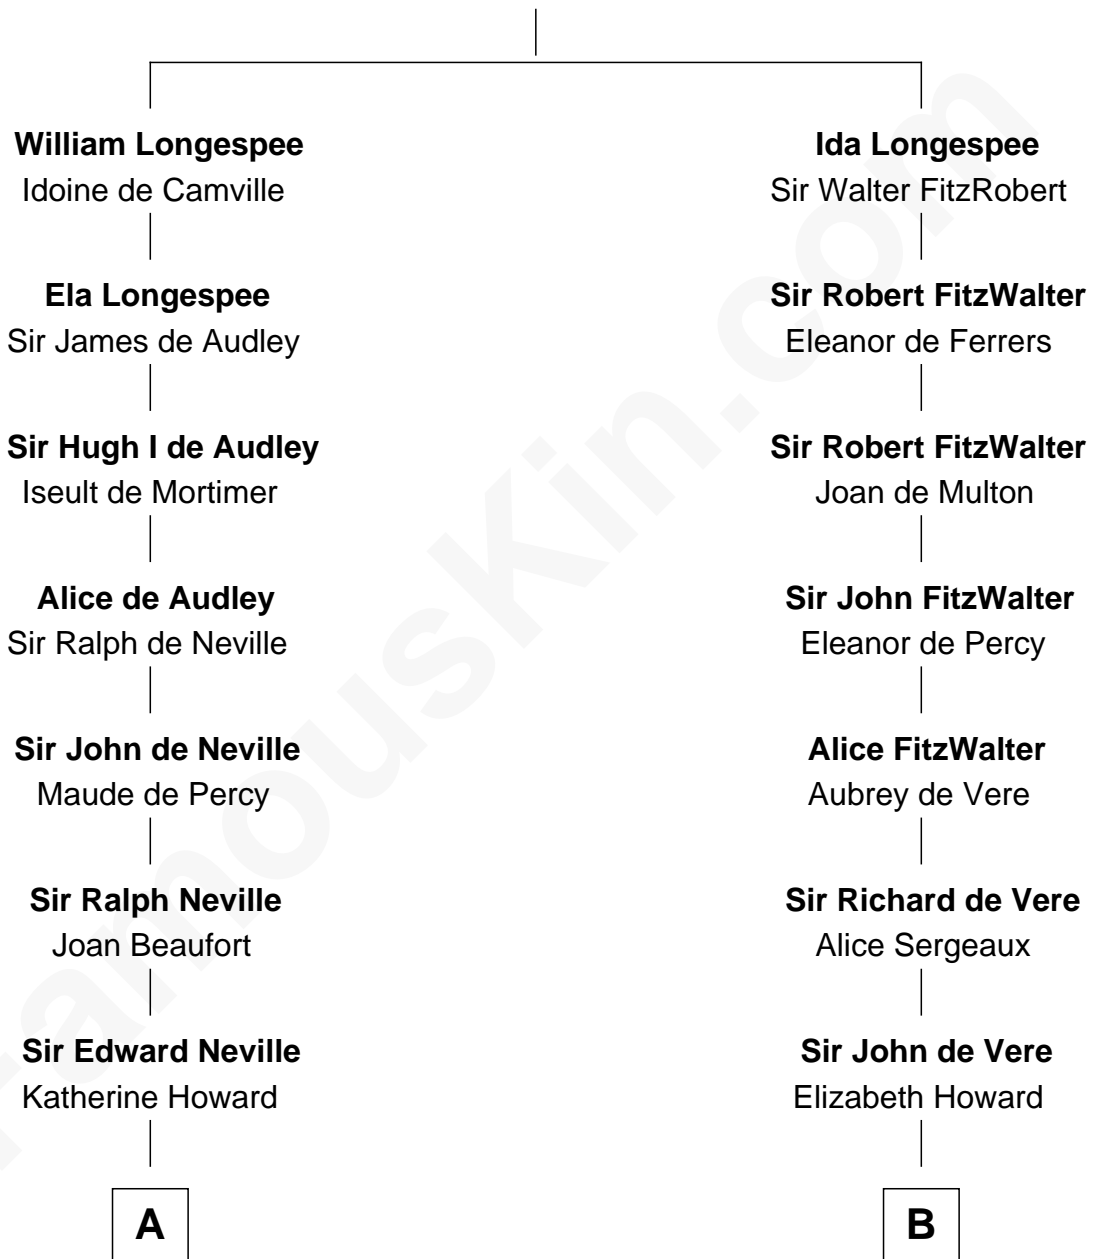 William Longespee
Idoine de Camville
Ela Longespee
Sir James de Audley
Sir Hugh I de Audley
Iseult de Mortimer
Alice de Audley
Sir Ralph de Neville
Sir John de Neville
Maude de Percy
Sir Ralph Neville
Joan Beaufort
Sir Edward Neville
Katherine Howard
A
Ida Longespee
Sir Walter FitzRobert
Sir Robert FitzWalter
Eleanor de Ferrers
Sir Robert FitzWalter
Joan de Multon
Sir John FitzWalter
Eleanor de Percy
Alice FitzWalter
Aubrey de Vere
Sir Richard de Vere
Alice Sergeaux
Sir John de Vere
Elizabeth Howard
B
FamousKin.com